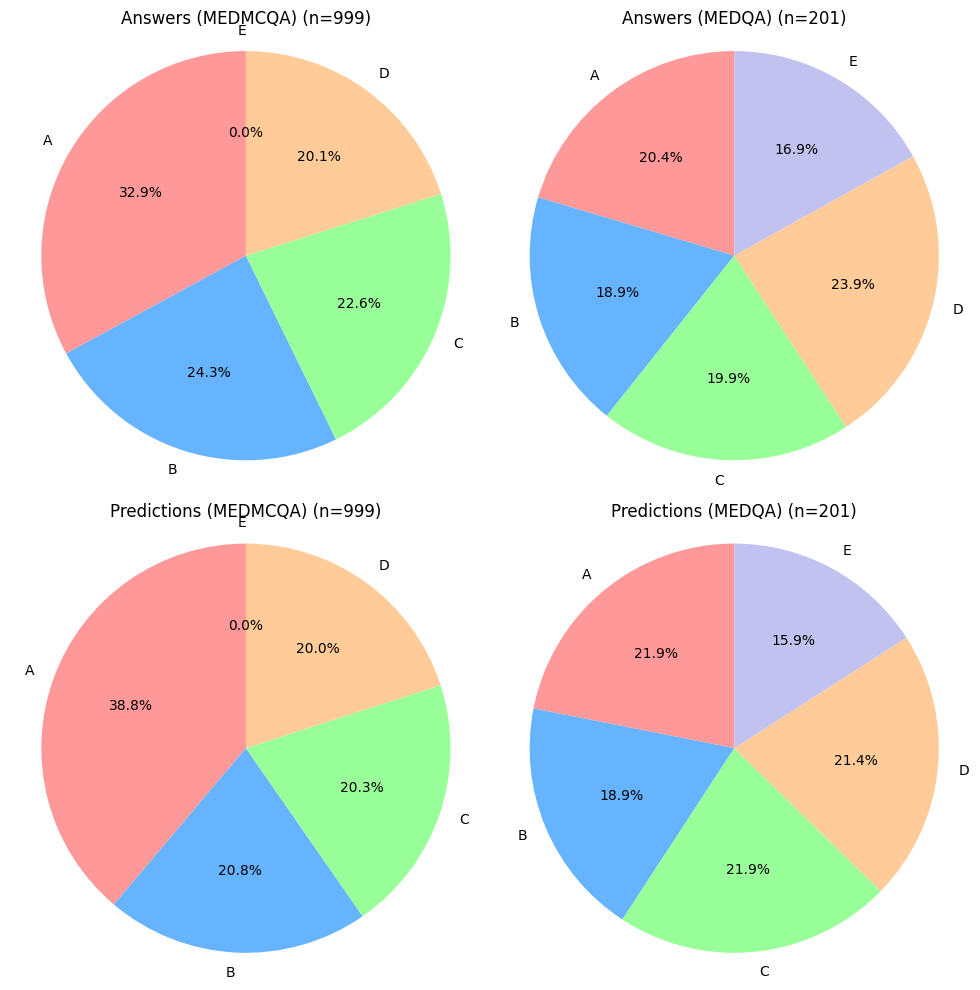 Answers (MEDMCQA) (n=999)
E
D
A
0.0%
20.1%
32.9%
22.6%
C
24.3%
B
Answers (MEDQA) (n=201)
E
A
16.9%
20.4%
23.9%
18.9%
D
B
19.9%
C
Predictions (MEDMCQA) (n=999)
E
D
0.0%
20.0%
A
38.8%
20.3%
C
20.8%
B
Predictions (MEDQA) (n=201)
E
A
15.9%
21.9%
21.4%
D
18.9%
B
21.9%
C